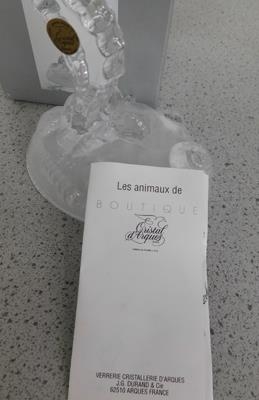 Les animaux de
BOUTIQUE
Cristal
d'Arques
VERRERIE CRISTALLERIE D'ARQUES
J.G. DURAND & Cie
62510 ARQUES FRANCE